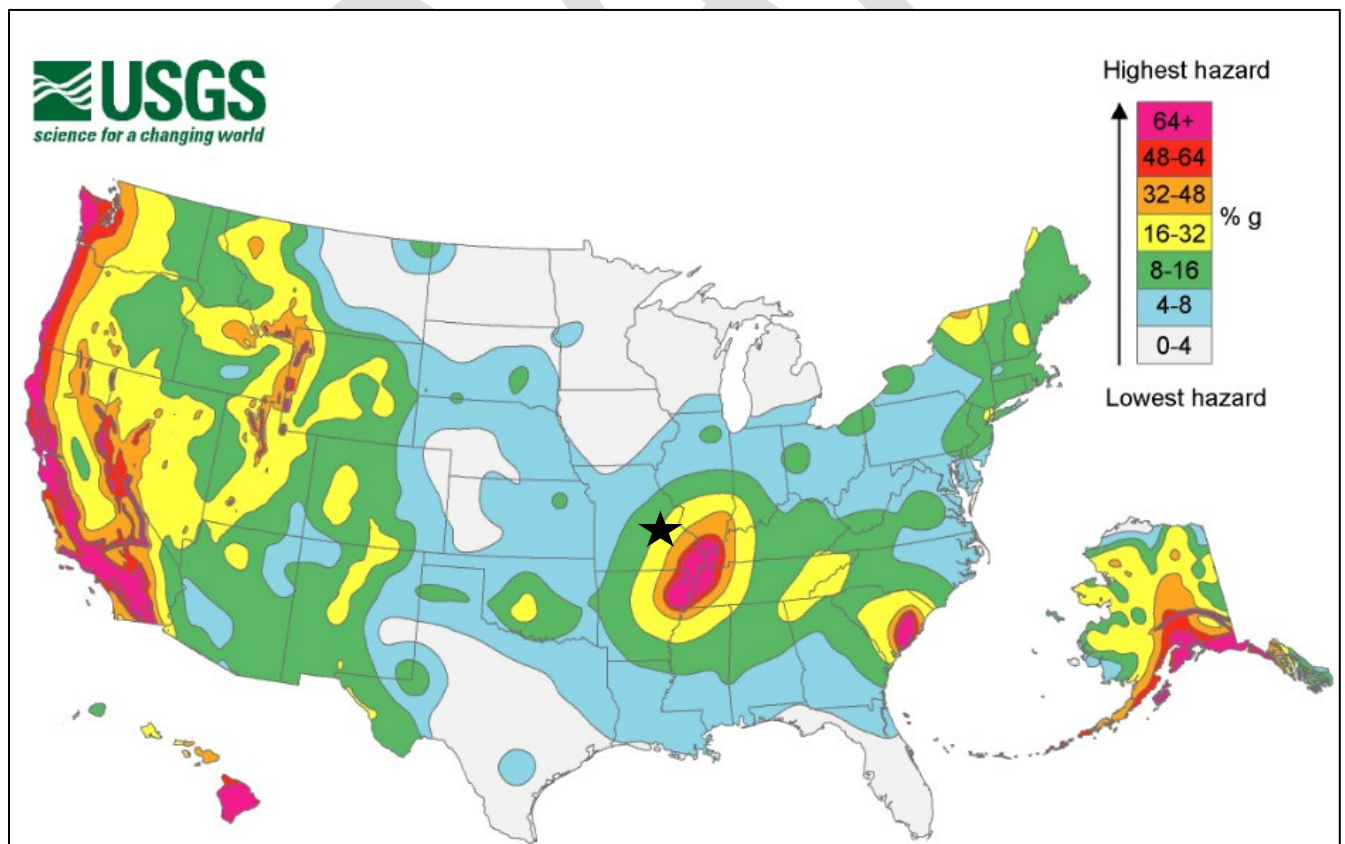 USGS
science for a changing world
Highest hazard
64+
48-64
32-48
16-32
8-16
4-8
0-4
% g
Lowest hazard